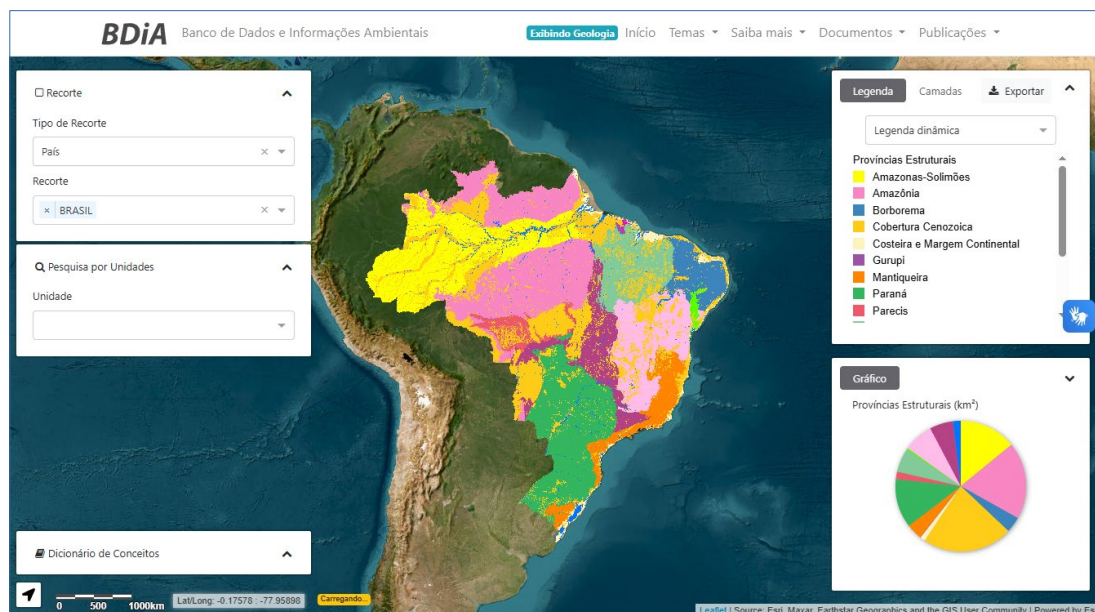 BDiA Banco de Dados e Informações Ambientais
Exibindo Geologia Início Temas Saiba mais Documentos Publicações
Recorte
Tipo de Recorte
País
Recorte
× BRASIL
Pesquisa por Unidades
Unidade
Dicionário de Conceitos
0 500 1000km
Lat/Long: -0.17578 : -77.95898
Carregando...
Legenda Camadas Exportar
Legenda dinâmica
Províncias Estruturais
Amazonas-Solimões
Amazônia
Borborema
Cobertura Cenozoica
Costeira e Margem Continental
Gurupi
Mantiqueira
Paraná
Parecis
Gráfico
Províncias Estruturais (km²)
Leaflet | Source: Esri, Maxar, Earthstar Geographics and the GIS User Community | Powered by Es